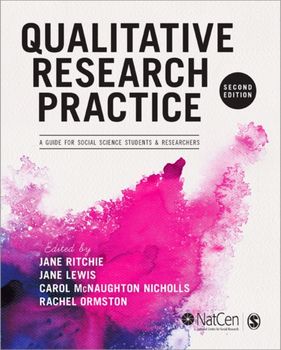 QUALITATIVE
RESEARCH
PRACTICE
SECOND
EDITION
A GUIDE FOR SOCIAL SCIENCE STUDENTS & RESEARCHERS
Edited by
JANE RITCHIE
JANE LEWIS
CAROL McNAUGHTON NICHOLLS
RACHEL ORMSTON
NatCen